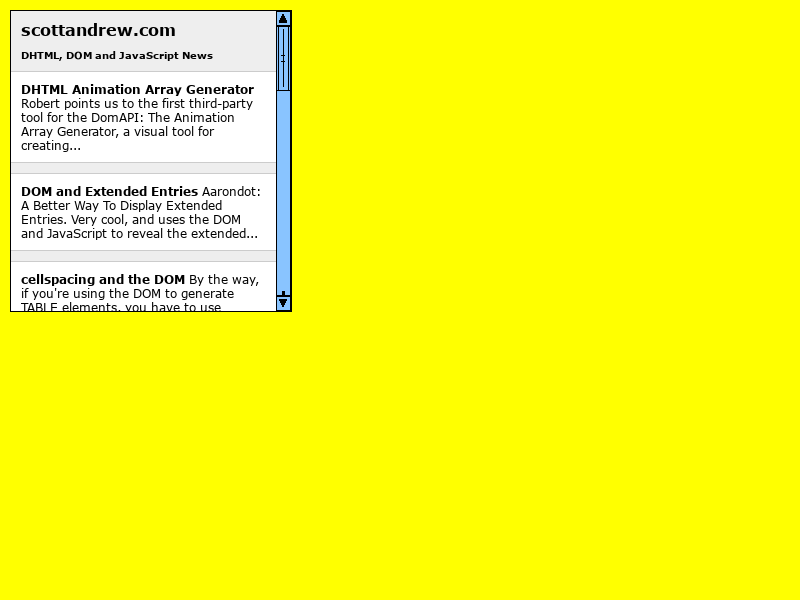 scottandrew.com
DHTML, DOM and JavaScript News
DHTML Animation Array Generator
Robert points us to the first third-party
tool for the DomAPI: The Animation
Array Generator, a visual tool for
creating...
DOM and Extended Entries Aarondot:
A Better Way To Display Extended
Entries. Very cool, and uses the DOM
and JavaScript to reveal the extended...
cellspacing and the DOM By the way,
if you're using the DOM to generate
TABLE elements, you have to use